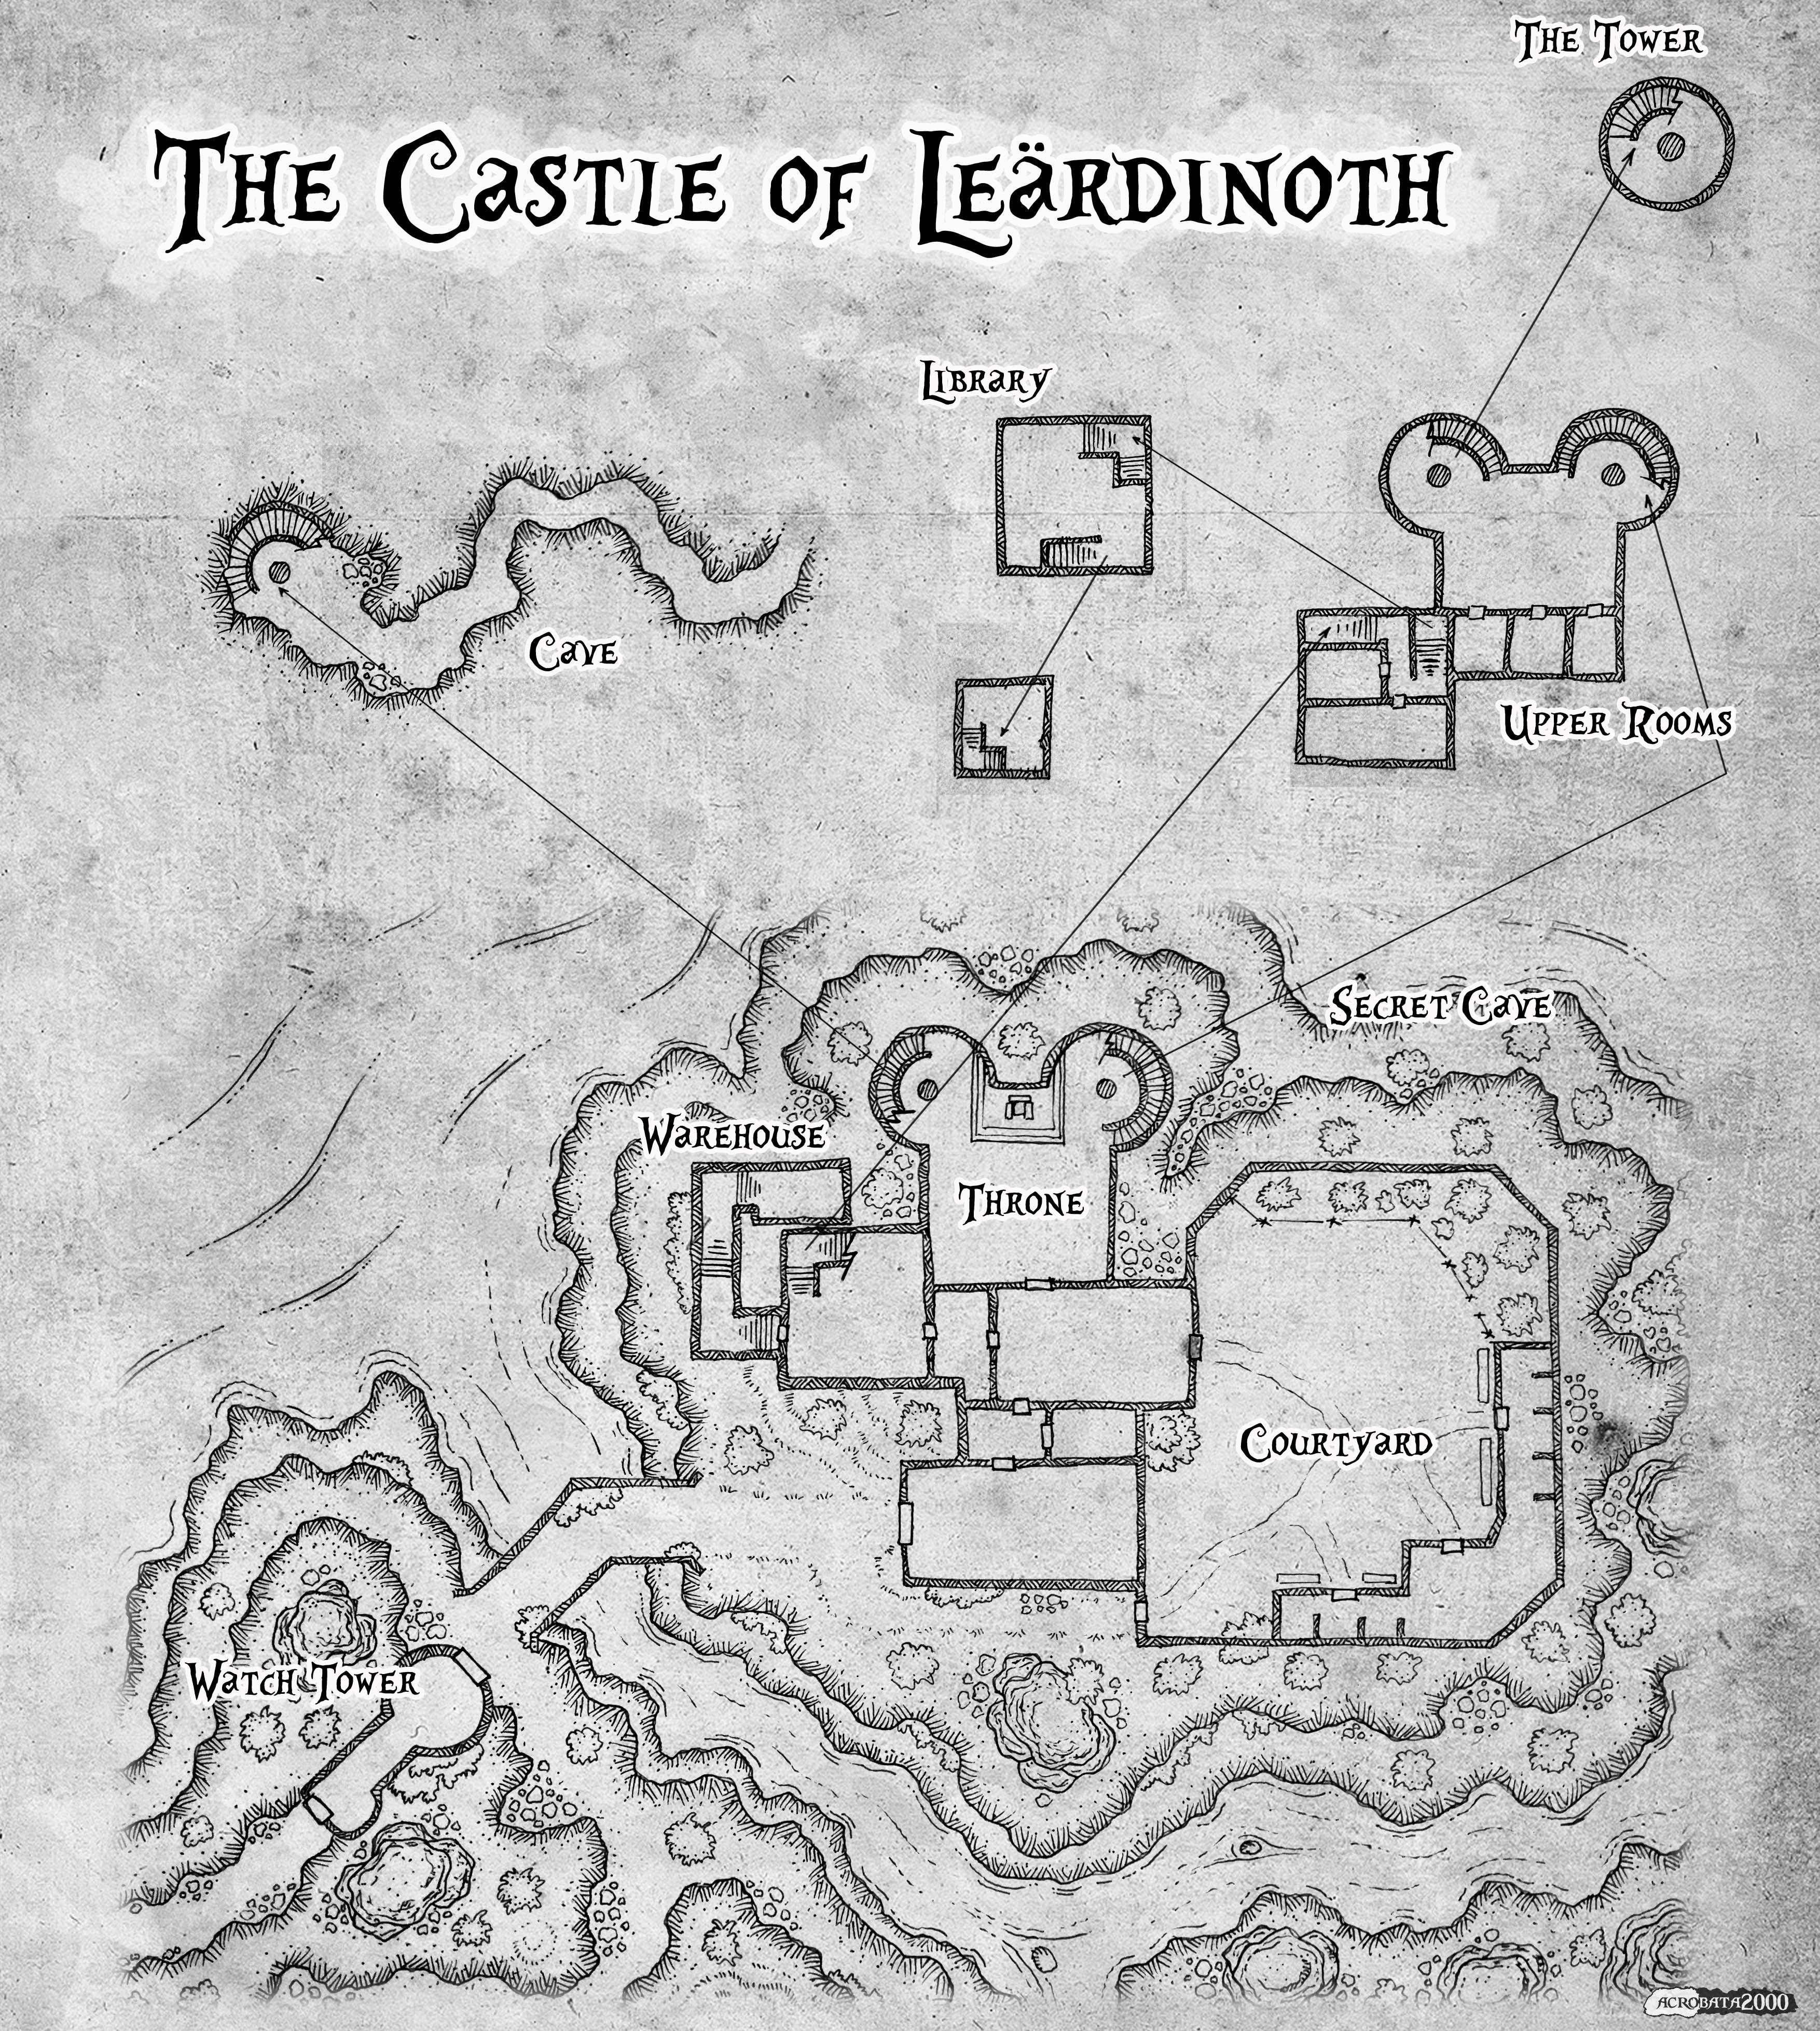 The Tower
The Castle of Leärdinoth
Library
Cave
Upper Rooms
Secret Cave
Warehouse
Throne
Courtyard
Watch Tower
ACROBATA2000